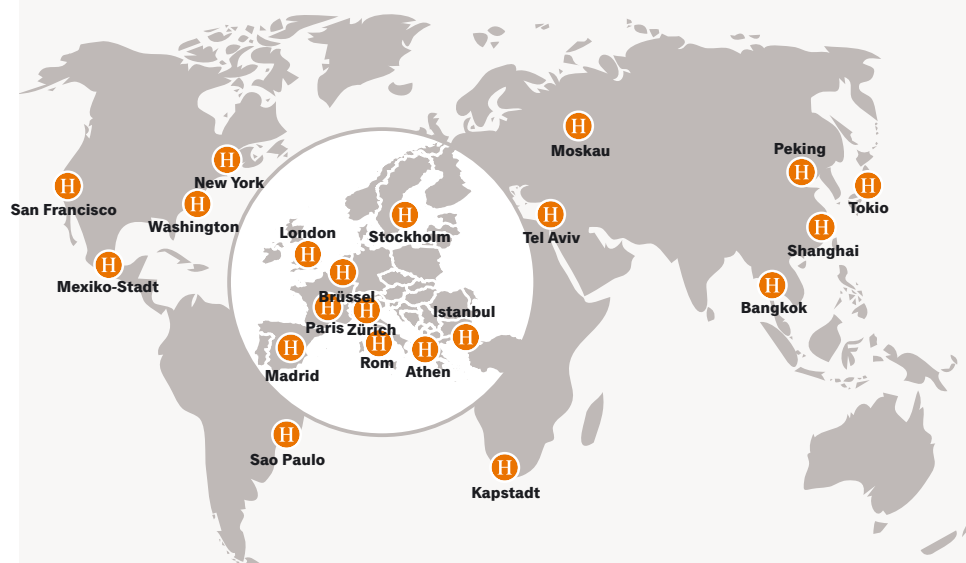 H
Moskau
H
Peking
H
New York
H
San Francisco
H
Washington
H
Mexiko-Stadt
London
H
H
Stockholm
H
Brüssel
H
Paris
H
Zürich
Istanbul
H
H
Madrid
H
Rom
H
Athen
H
Tel Aviv
H
Tokio
H
Shanghai
H
Bangkok
H
Sao Paulo
H
Kapstadt